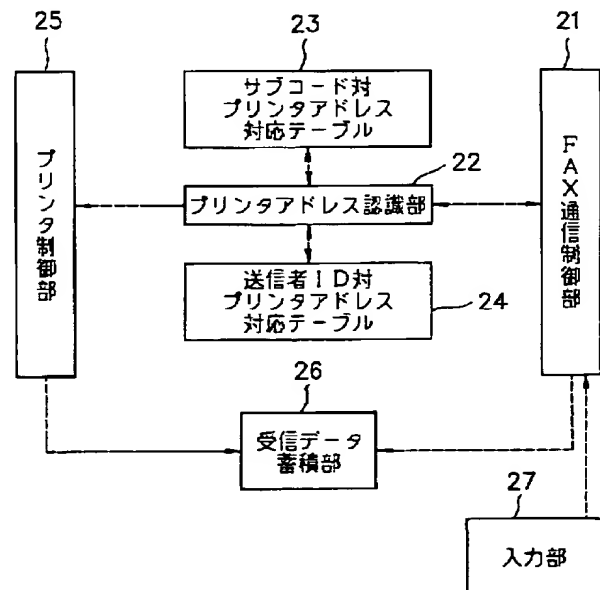 25
23
21
サブコード対
プリンタアドレス
対応テーブル
22
プリンタ制御部
プリンタアドレス認識部
FAX通信制御部
送信者ID対
プリンタアドレス
対応テーブル
24
26
受信データ
蓄積部
27
入力部